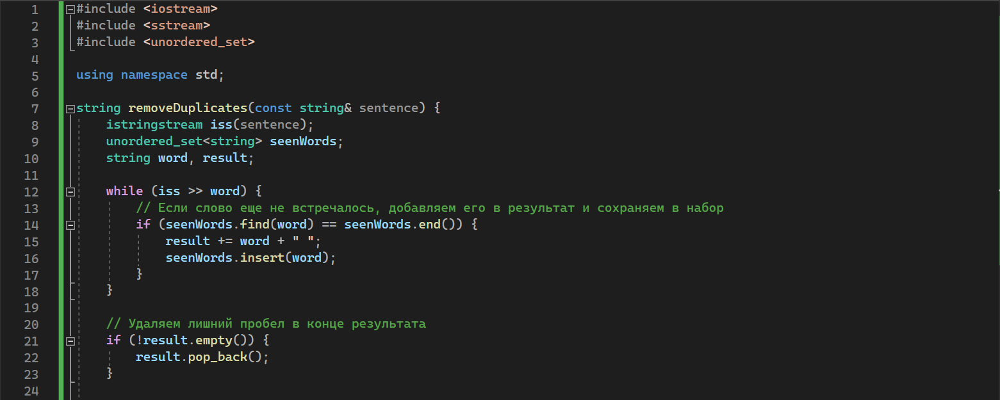 1 #include <iostream>
2 #include <sstream>
3 #include <unordered_set>
4
5 using namespace std;
6
7 string removeDuplicates(const string& sentence) {
8     istringstream iss(sentence);
9     unordered_set<string> seenWords;
10     string word, result;
11
12     while (iss >> word) {
13         // Если слово еще не встречалось, добавляем его в результат и сохраняем в набор
14         if (seenWords.find(word) == seenWords.end()) {
15             result += word + " ";
16             seenWords.insert(word);
17         }
18     }
19
20     // Удаляем лишний пробел в конце результата
21     if (!result.empty()) {
22         result.pop_back();
23     }
24